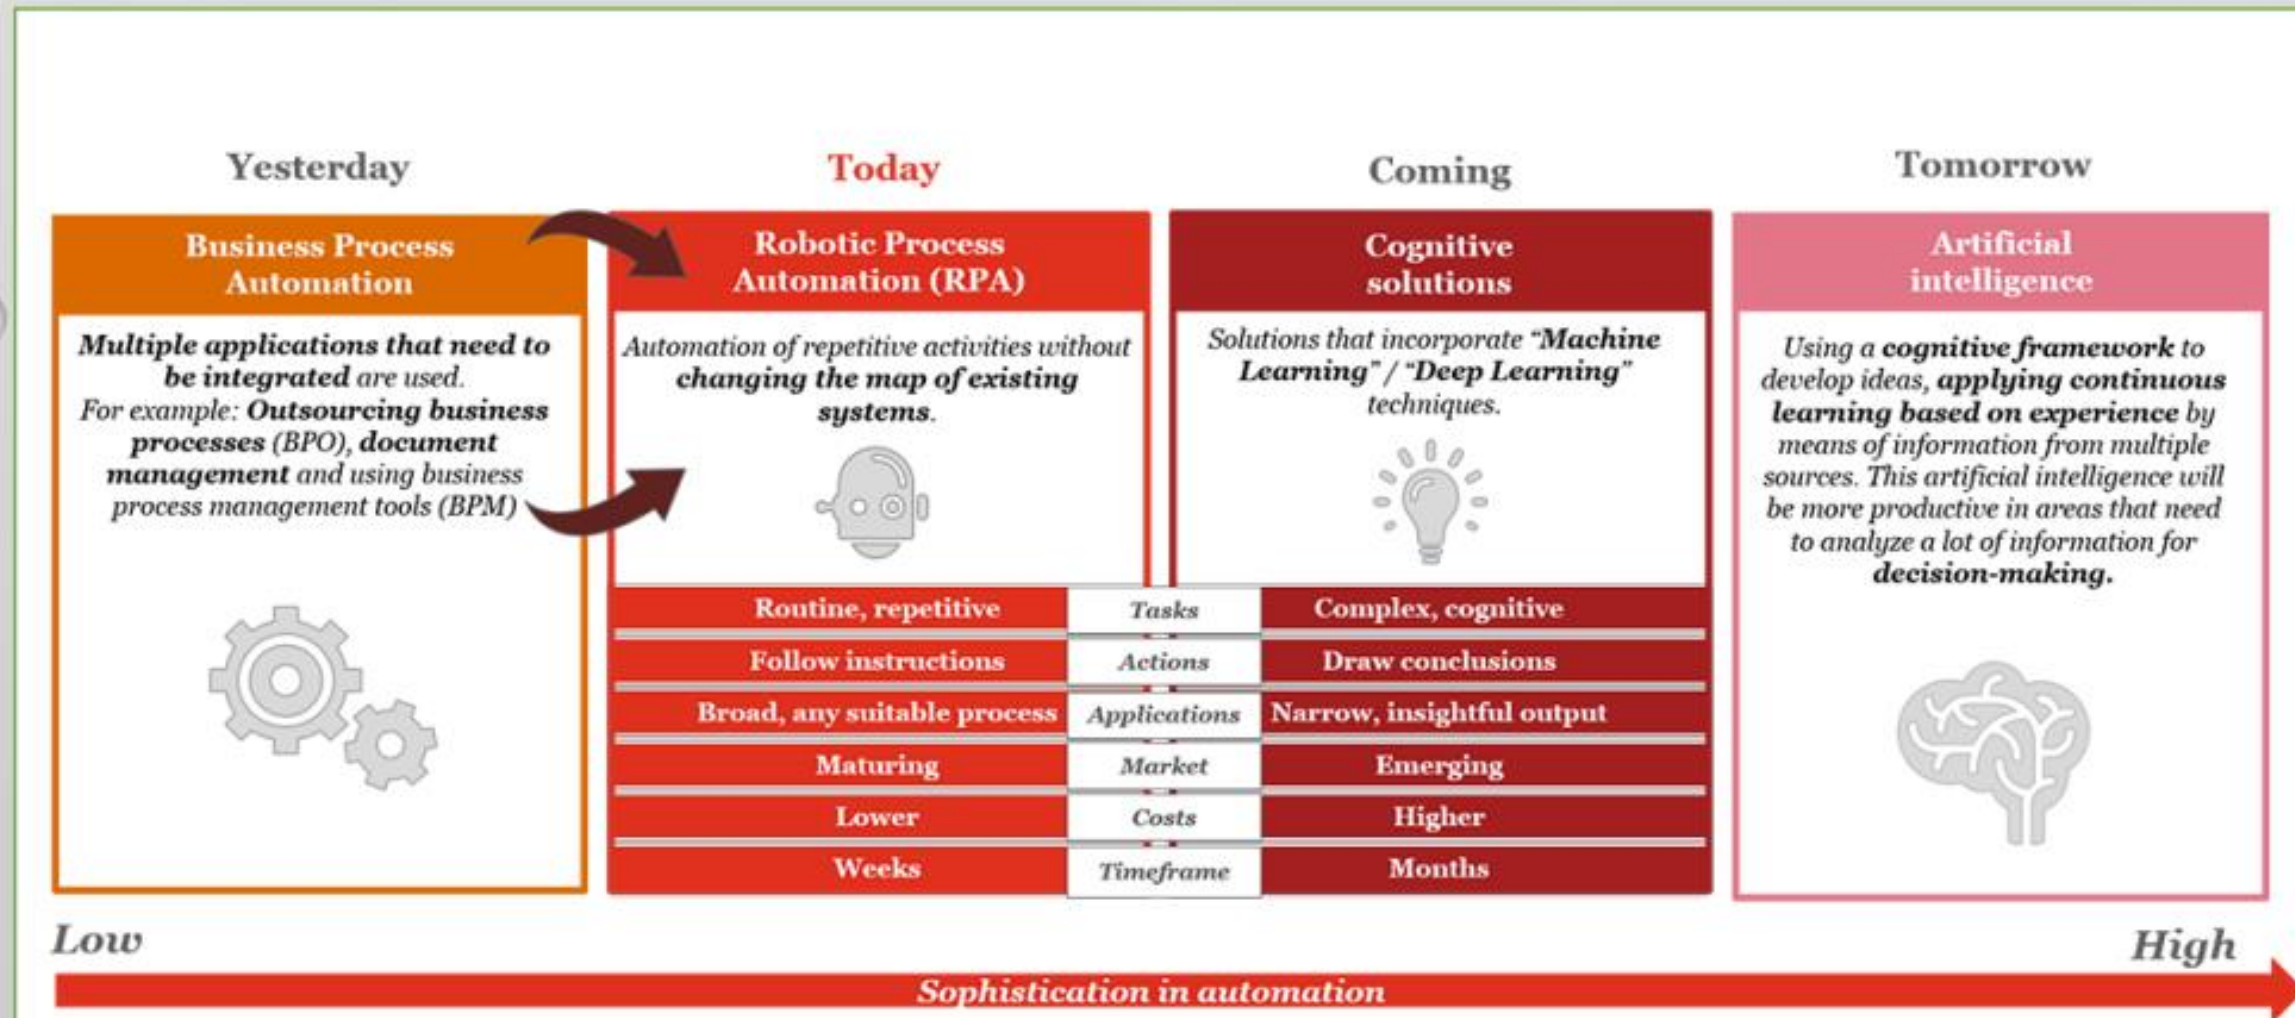 Yesterday
Today
Coming
Tomorrow
Business Process
Automation
Multiple applications that need to
be integrated are used.
For example: Outsourcing business
processes (BPO), document
management and using business
process management tools (BPM)
Robotic Process
Automation (RPA)
Automation of repetitive activities without
changing the map of existing
systems.
Cognitive
solutions
Solutions that incorporate “Machine
Learning” / “Deep Learning”
techniques.
Routine, repetitive Tasks Complex, cognitive
Follow instructions Actions Draw conclusions
Broad, any suitable process Applications Narrow, insightful output
Maturing Market Emerging
Lower Costs Higher
Weeks Timeframe Months
Artificial
intelligence
Using a cognitive framework to
develop ideas, applying continuous
learning based on experience by
means of information from multiple
sources. This artificial intelligence will
be more productive in areas that need
to analyze a lot of information for
decision-making.
Low
High
Sophistication in automation